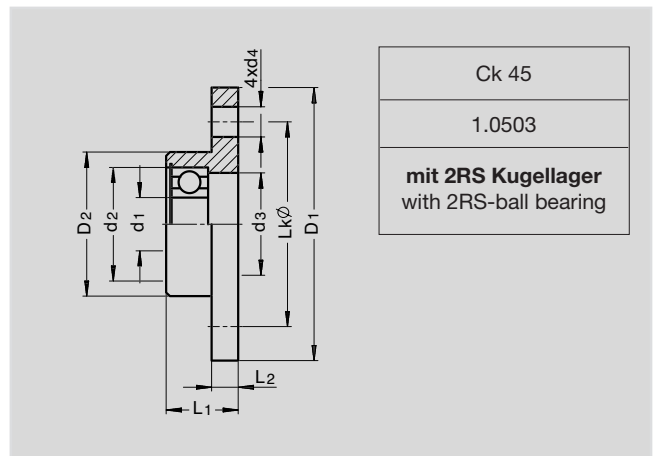 4xd4
D2
d2
d1
d3
LkØ
D1
L2
L1
Ck 45
1.0503
mit 2RS Kugellager
with 2RS-ball bearing